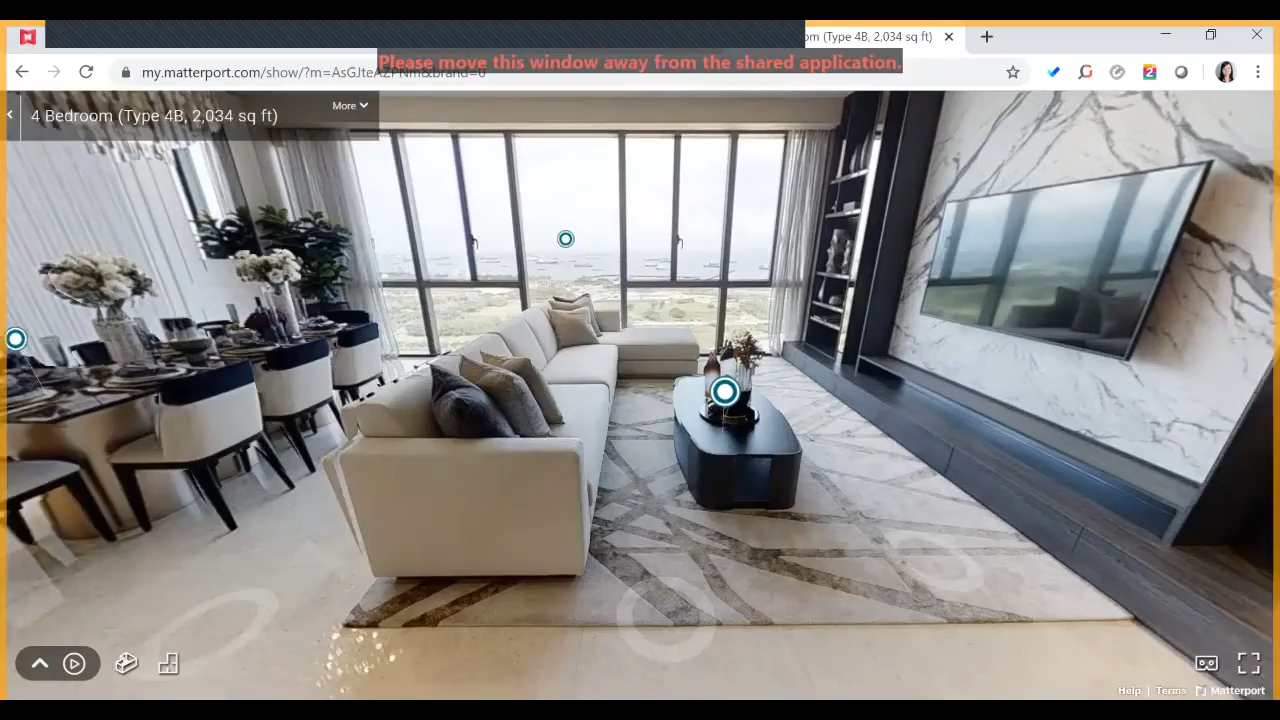 om (Type 4B, 2,034 sq ft)
Please move this window away from the shared application.
my.matterport.com/show/?m=AsGJteAZPNm&brand=0
More
4 Bedroom (Type 4B, 2,034 sq ft)
Help | Terms Matterport